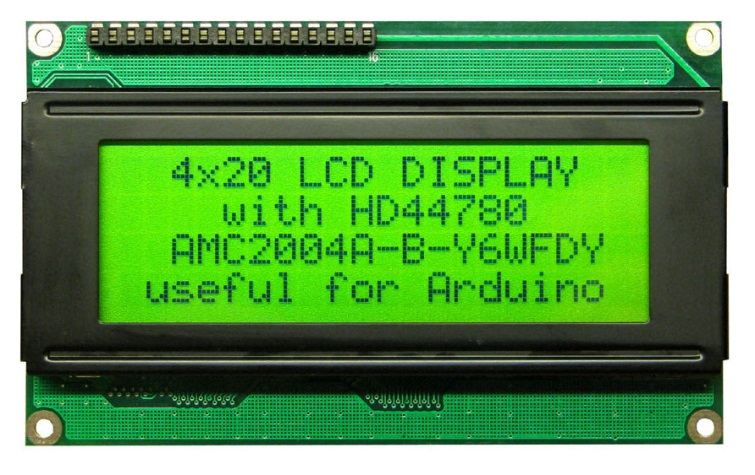 4x20 LCD DISPLAY
with HD44780
AMC2004A-B-Y6WFDY
useful for Arduino